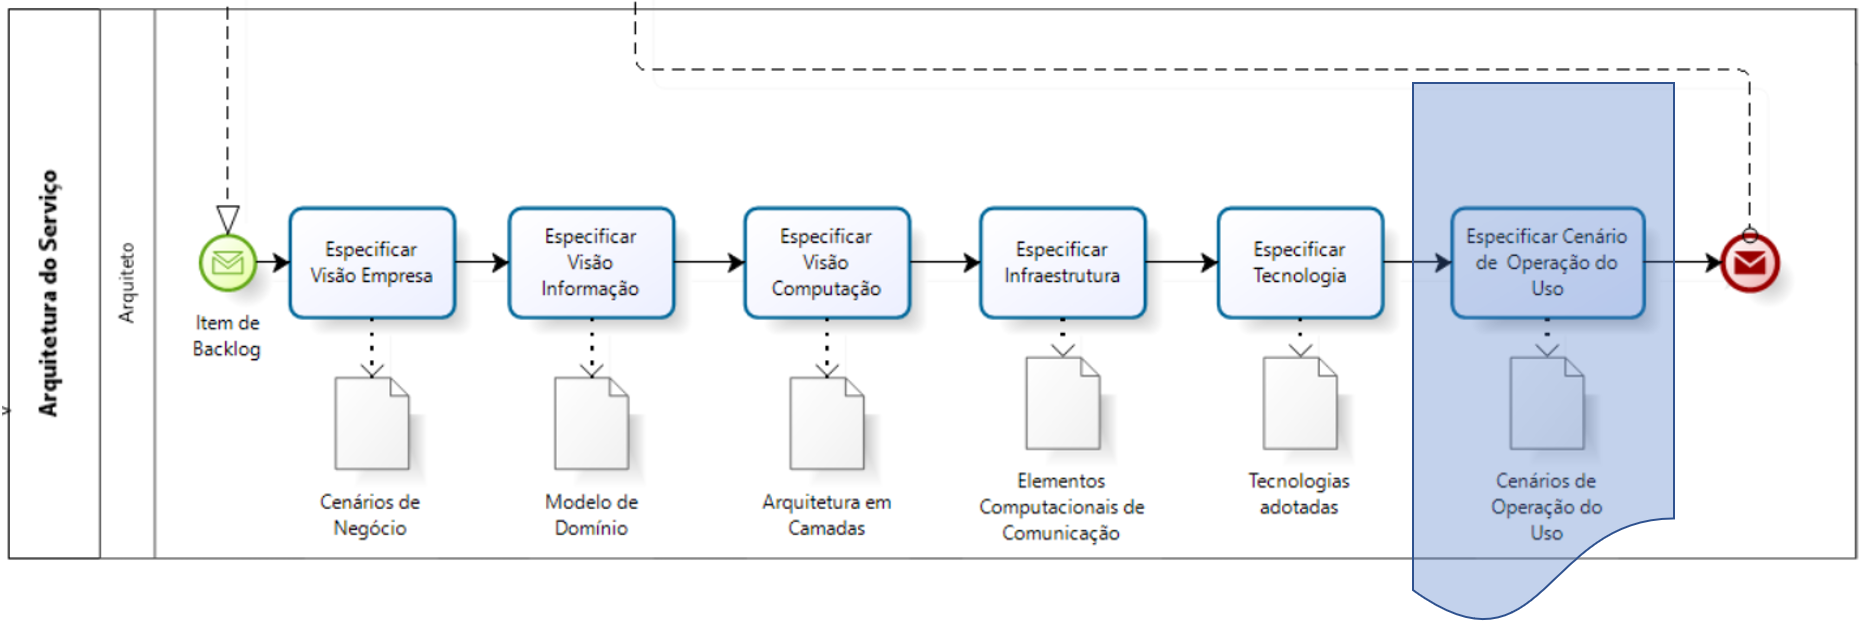 Arquitetura do Serviço
Arquiteto
Item de
Backlog
Especificar
Visão Empresa
Especificar
Visão
Informação
Especificar
Visão
Computação
Especificar
Infraestrutura
Especificar
Tecnologia
Especificar Cenário
de Operação do
Uso
Cenários de
Negócio
Modelo de
Domínio
Arquitetura em
Camadas
Elementos
Computacionais de
Comunicação
Tecnologias
adotadas
Cenários de
Operação do
Uso